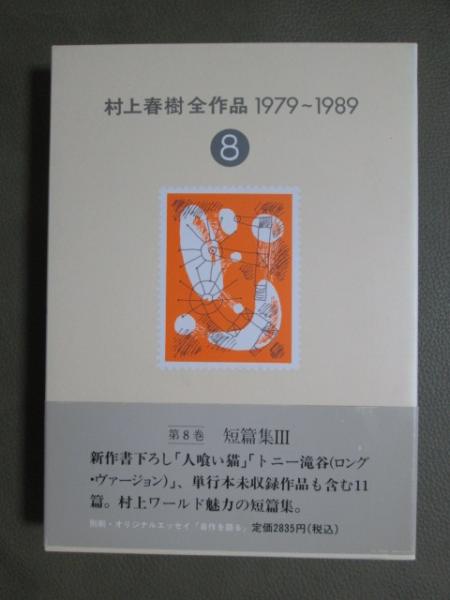 村上春樹全作品 1979~1989
8
第8巻 短篇集III
新作書下ろし「人喰い猫」「トニー滝谷(ロング
・ヴァージョン)」、単行本未収録作品も含む11
篇。村上ワールド魅力の短篇集。
別刷・オリジナルエッセイ「自作を語る」 定価2835円(税込)